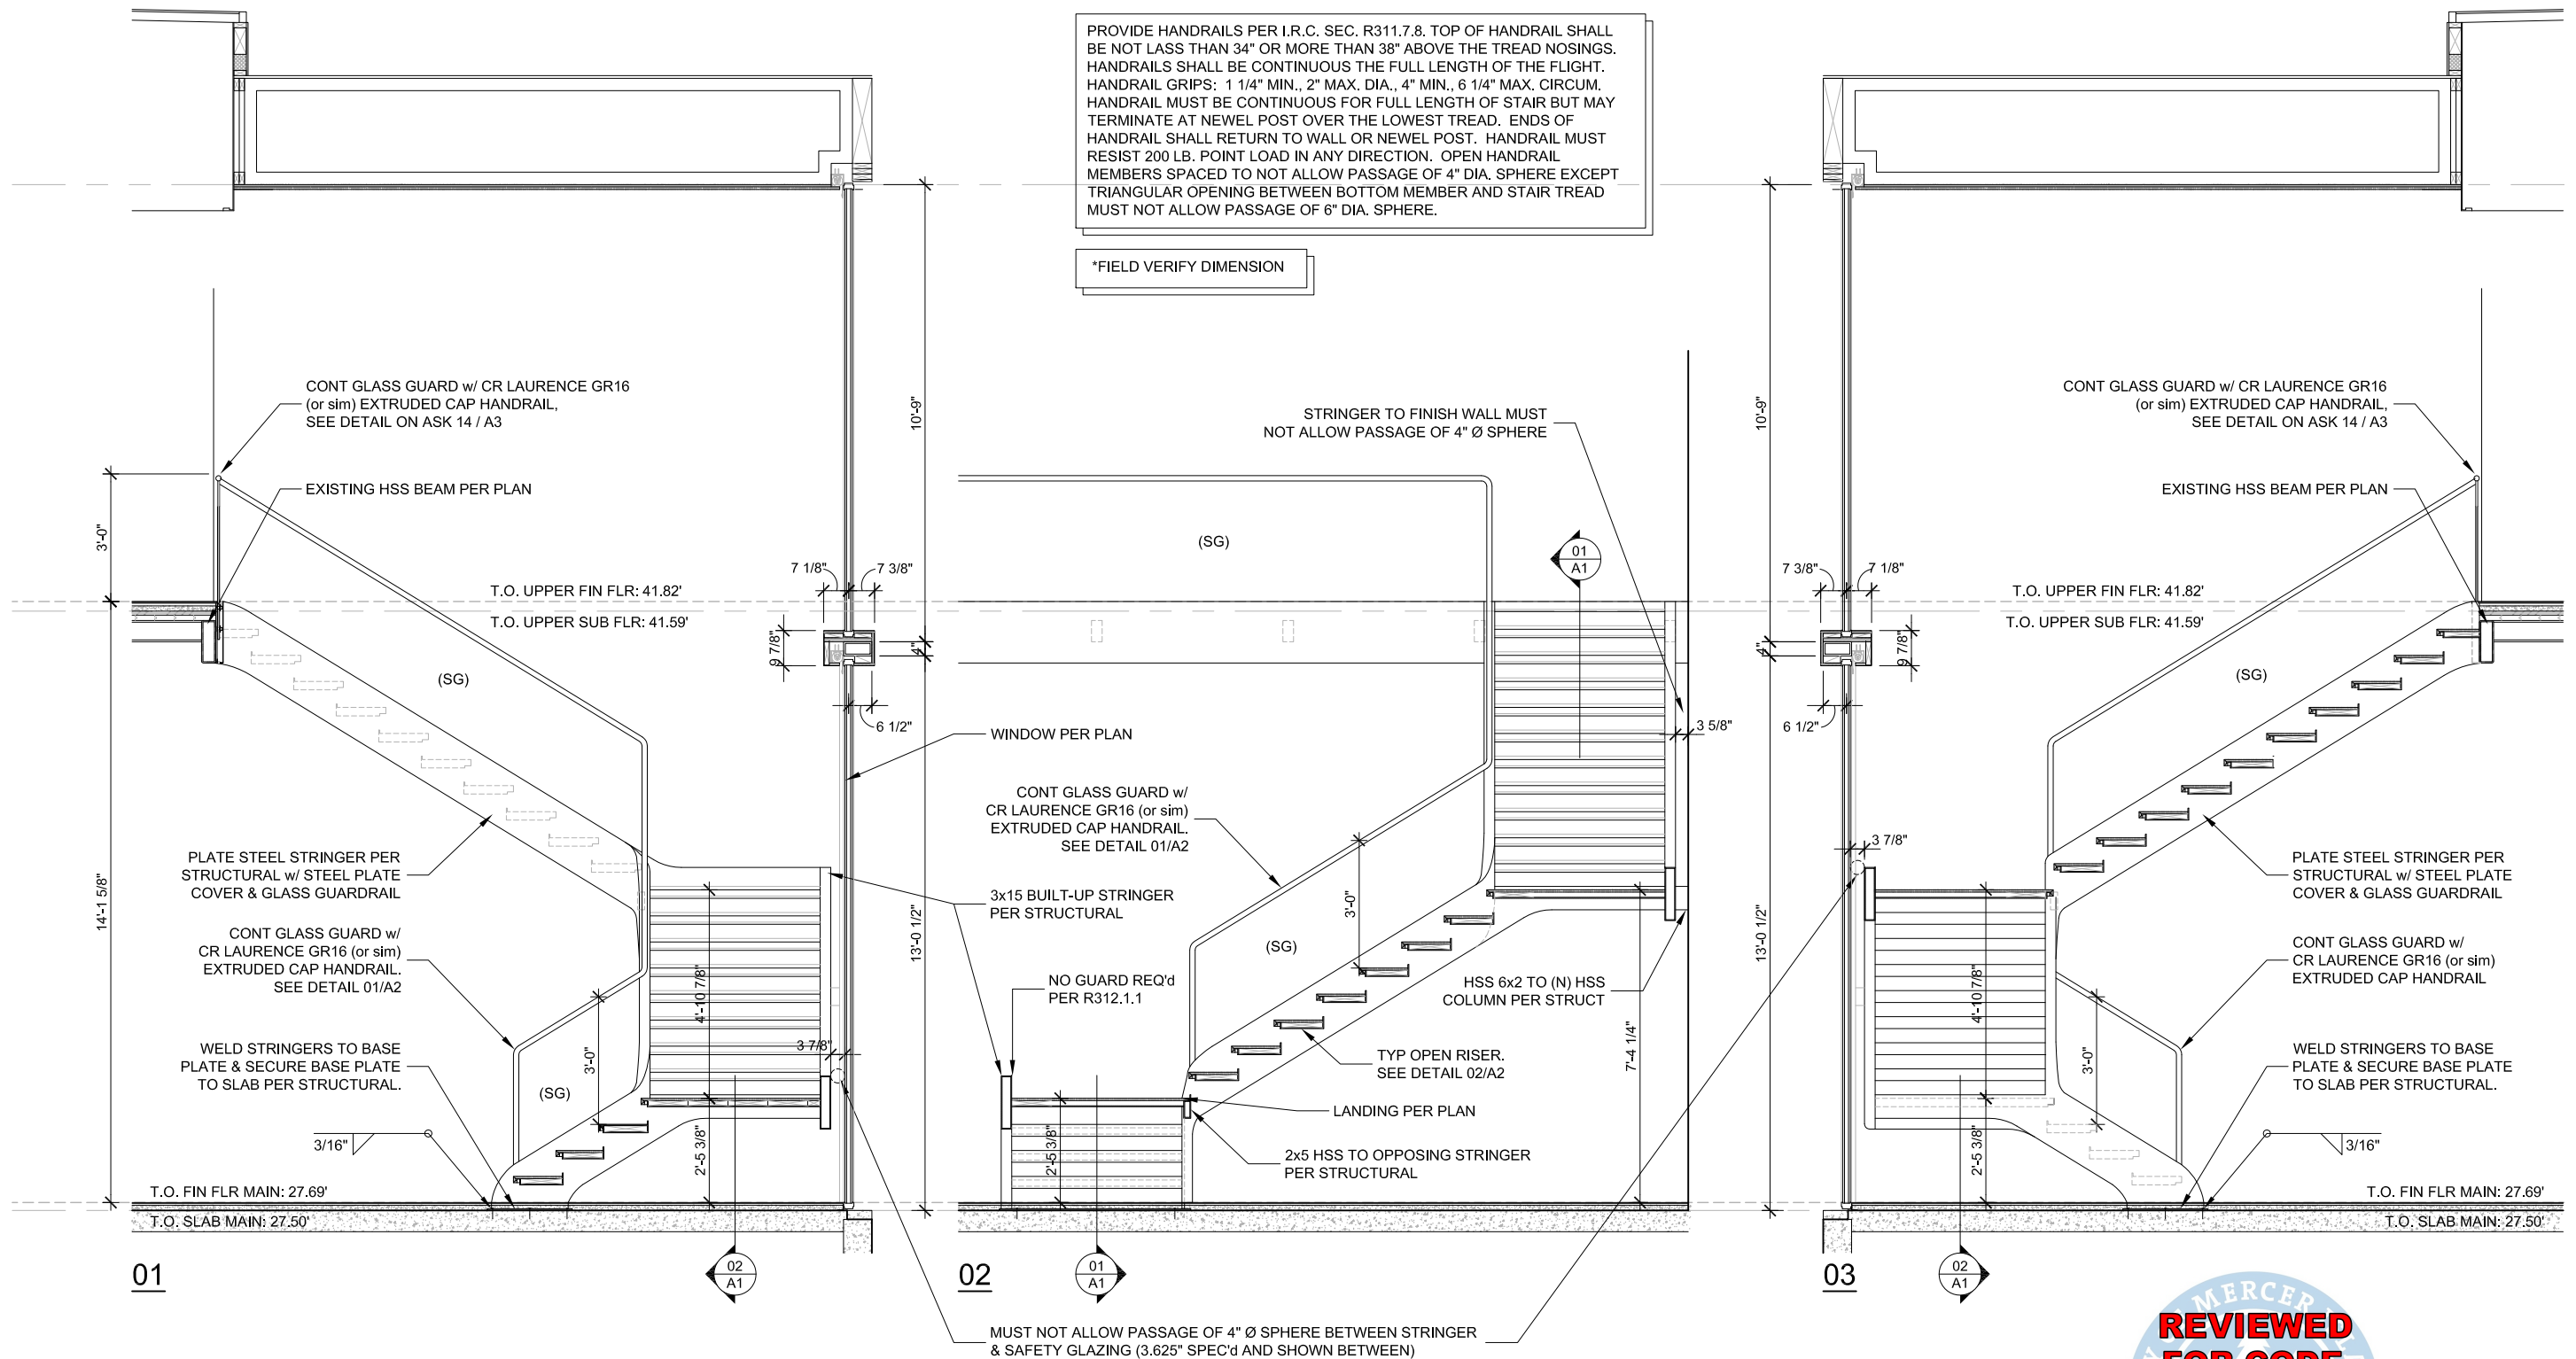 PROVIDE HANDRAILS PER I.R.C. SEC. R311.7.8. TOP OF HANDRAIL SHALL
BE NOT LASS THAN 34" OR MORE THAN 38" ABOVE THE TREAD NOSINGS.
HANDRAILS SHALL BE CONTINUOUS THE FULL LENGTH OF THE FLIGHT.
HANDRAIL GRIPS: 1 1/4" MIN., 2" MAX. DIA., 4" MIN., 6 1/4" MAX. CIRCUM.
HANDRAIL MUST BE CONTINUOUS FOR FULL LENGTH OF STAIR BUT MAY
TERMINATE AT NEWEL POST OVER THE LOWEST TREAD. ENDS OF
HANDRAIL SHALL RETURN TO WALL OR NEWEL POST. HANDRAIL MUST
RESIST 200 LB. POINT LOAD IN ANY DIRECTION. OPEN HANDRAIL
MEMBERS SPACED TO NOT ALLOW PASSAGE OF 4" DIA. SPHERE EXCEPT
TRIANGULAR OPENING BETWEEN BOTTOM MEMBER AND STAIR TREAD
MUST NOT ALLOW PASSAGE OF 6" DIA. SPHERE.
*FIELD VERIFY DIMENSION
CONT GLASS GUARD w/ CR LAURENCE GR16
(or sim) EXTRUDED CAP HANDRAIL,
SEE DETAIL ON ASK 14 / A3
EXISTING HSS BEAM PER PLAN
3'-0"
10'-9"
T.O. UPPER FIN FLR: 41.82'
T.O. UPPER SUB FLR: 41.59'
7 1/8"
7 3/8"
9 7/8"
4"
6 1/2"
(SG)
14'-1 5/8"
PLATE STEEL STRINGER PER
STRUCTURAL w/ STEEL PLATE
COVER & GLASS GUARDRAIL
CONT GLASS GUARD w/
CR LAURENCE GR16 (or sim)
EXTRUDED CAP HANDRAIL.
SEE DETAIL 01/A2
WELD STRINGERS TO BASE
PLATE & SECURE BASE PLATE
TO SLAB PER STRUCTURAL.
3/16"
3'-0"
(SG)
4'-10 7/8"
3 7/8"
2'-5 3/8"
13'-0 1/2"
T.O. FIN FLR MAIN: 27.69'
T.O. SLAB MAIN: 27.50'
01
02
A1
STRINGER TO FINISH WALL MUST
NOT ALLOW PASSAGE OF 4" Ø SPHERE
(SG)
01
A1
WINDOW PER PLAN
3 5/8"
CONT GLASS GUARD w/
CR LAURENCE GR16 (or sim)
EXTRUDED CAP HANDRAIL.
SEE DETAIL 01/A2
3x15 BUILT-UP STRINGER
PER STRUCTURAL
3'-0"
(SG)
NO GUARD REQ'd
PER R312.1.1
HSS 6x2 TO (N) HSS
COLUMN PER STRUCT
TYP OPEN RISER.
SEE DETAIL 02/A2
7'-4 1/4"
LANDING PER PLAN
2'-5 3/8"
2x5 HSS TO OPPOSING STRINGER
PER STRUCTURAL
02
01
A1
MUST NOT ALLOW PASSAGE OF 4" Ø SPHERE BETWEEN STRINGER
& SAFETY GLAZING (3.625" SPEC'd AND SHOWN BETWEEN)
10'-9"
CONT GLASS GUARD w/ CR LAURENCE GR16
(or sim) EXTRUDED CAP HANDRAIL,
SEE DETAIL ON ASK 14 / A3
EXISTING HSS BEAM PER PLAN
7 3/8"
7 1/8"
T.O. UPPER FIN FLR: 41.82'
T.O. UPPER SUB FLR: 41.59'
4"
9 7/8"
6 1/2"
(SG)
3 7/8"
13'-0 1/2"
PLATE STEEL STRINGER PER
STRUCTURAL w/ STEEL PLATE
COVER & GLASS GUARDRAIL
CONT GLASS GUARD w/
CR LAURENCE GR16 (or sim)
EXTRUDED CAP HANDRAIL
4'-10 7/8"
3'-0"
WELD STRINGERS TO BASE
PLATE & SECURE BASE PLATE
TO SLAB PER STRUCTURAL.
3/16"
2'-5 3/8"
T.O. FIN FLR MAIN: 27.69'
T.O. SLAB MAIN: 27.50'
03
02
A1
MERCER
REVIEWED
FOR CODE